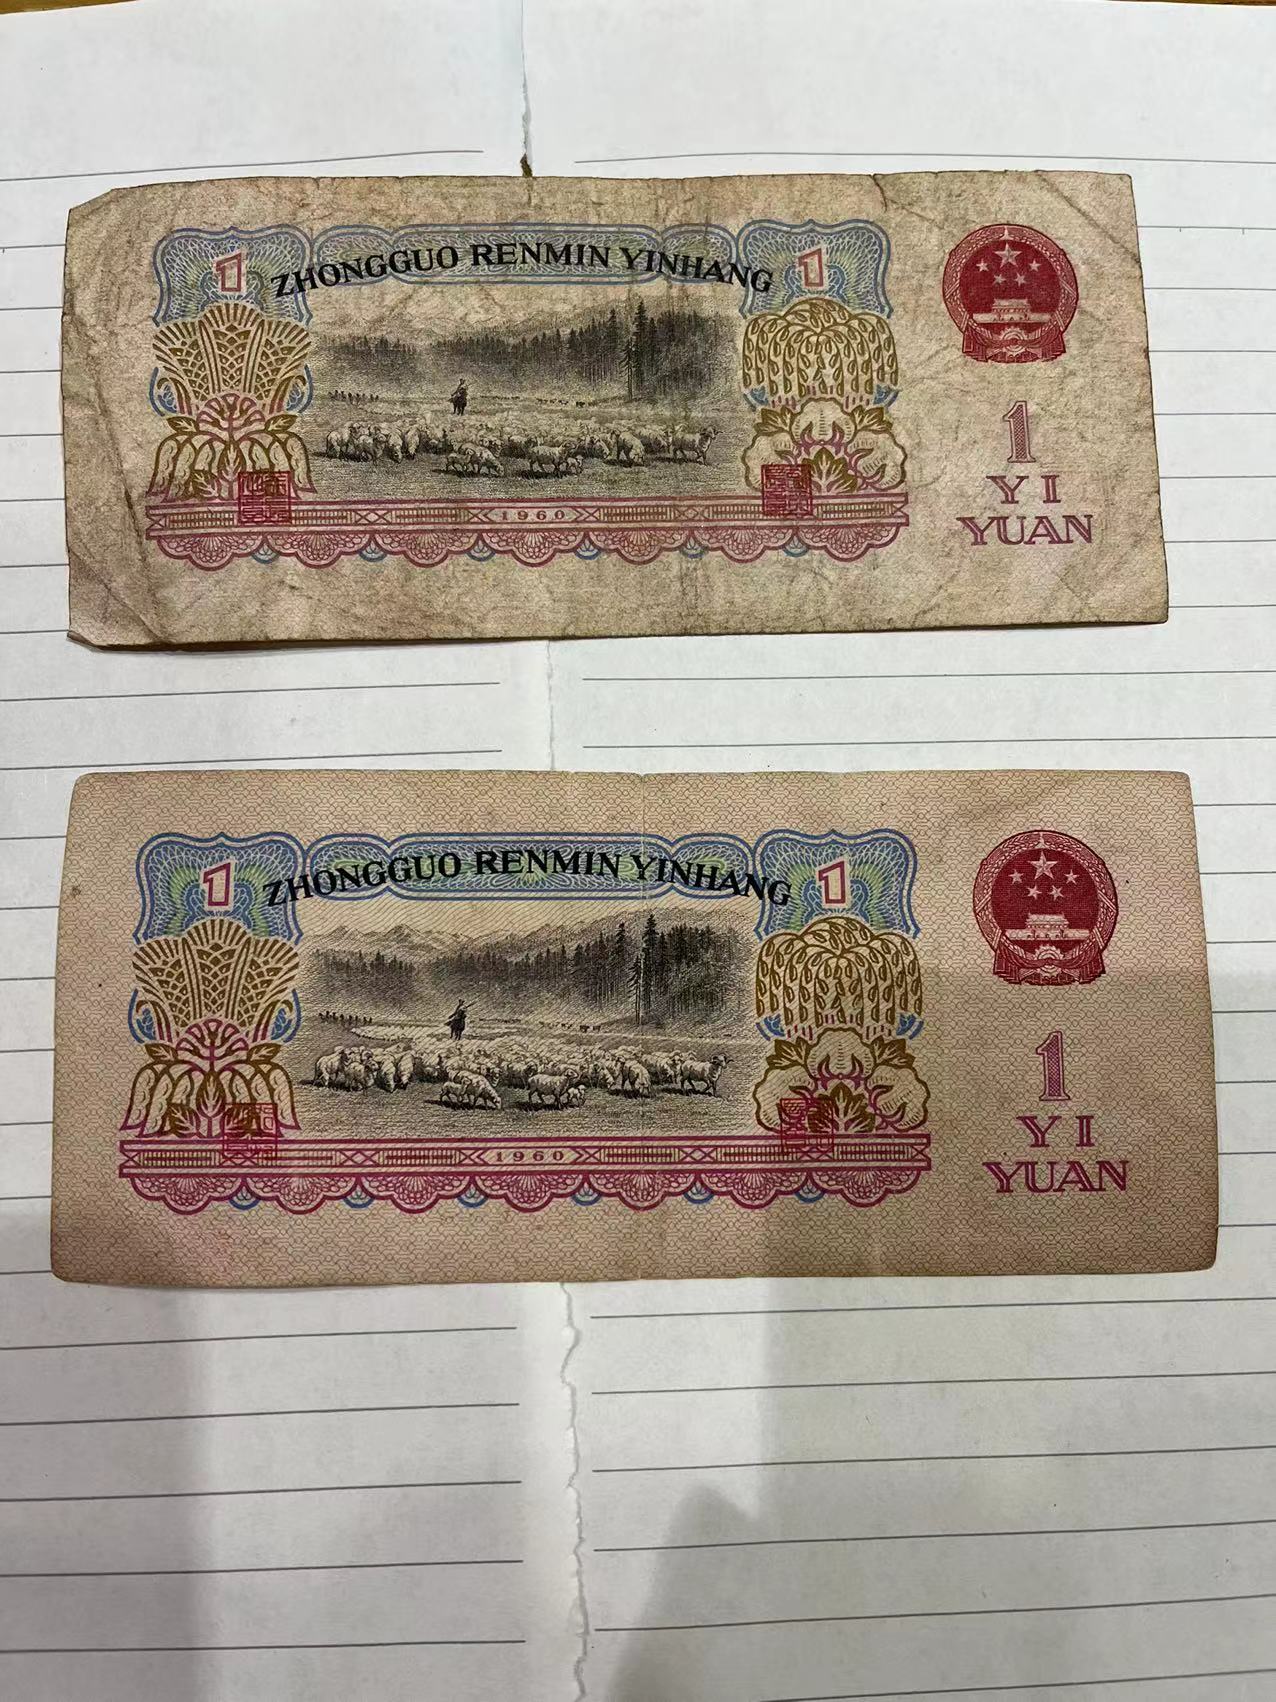 1 ZHONGGUO RENMIN YINHANG 1
1
YI
YUAN
1960
1 ZHONGGUO RENMIN YINHANG 1
1
YI
YUAN
1960